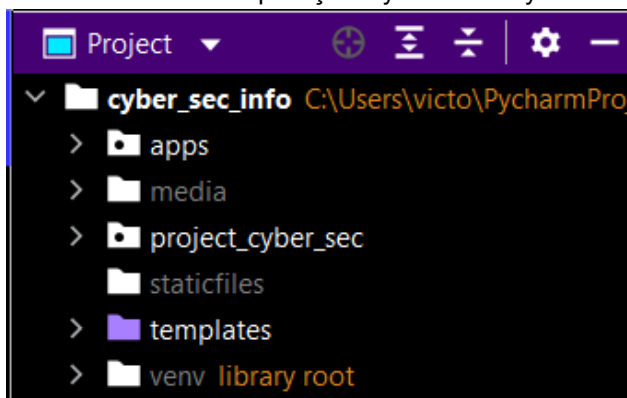 Project
cyber_sec_info C:\Users\victo\PycharmProj
apps
media
project_cyber_sec
staticfiles
templates
venv library root